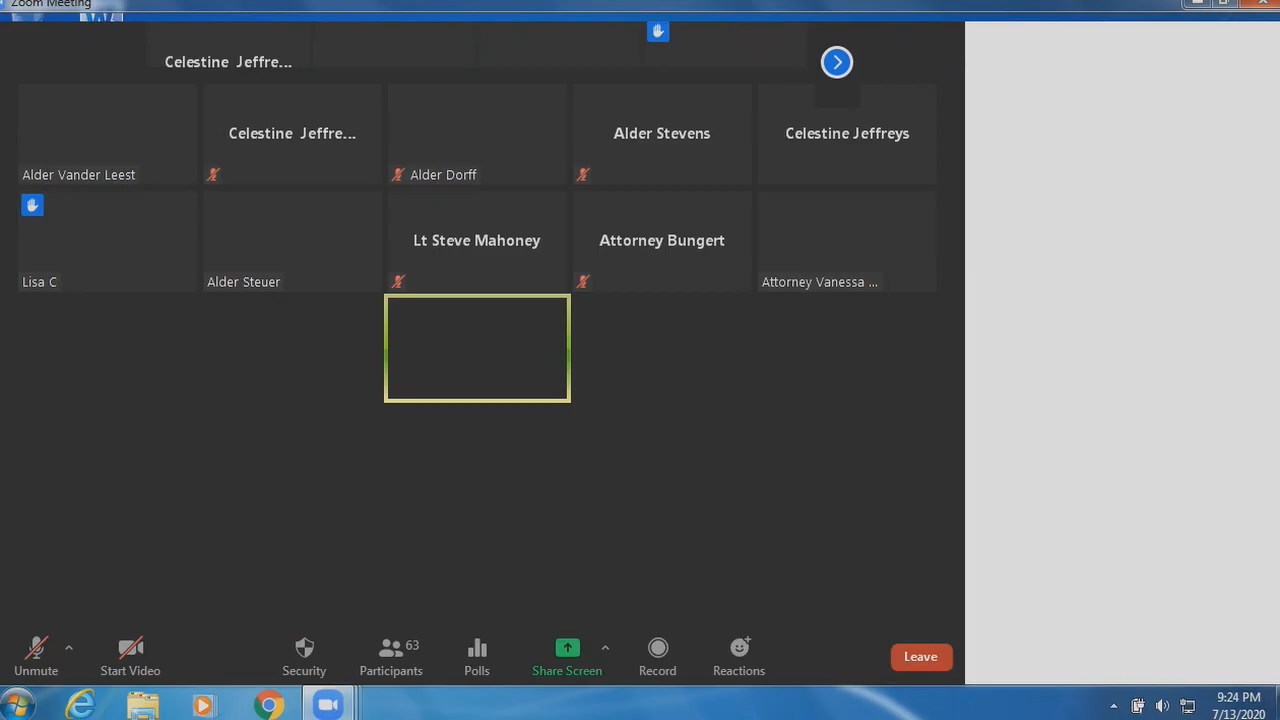 Zoom Meeting
Celestine Jeffre...
Celestine Jeffre...
Alder Stevens
Celestine Jeffreys
Alder Vander Leest
Alder Dorff
Lt Steve Mahoney
Attorney Bungert
Lisa C
Alder Steuer
Attorney Vanessa ...
63
Unmute
Start Video
Security
Participants
Polls
Share Screen
Record
Reactions
Leave
9:24 PM
7/13/2020